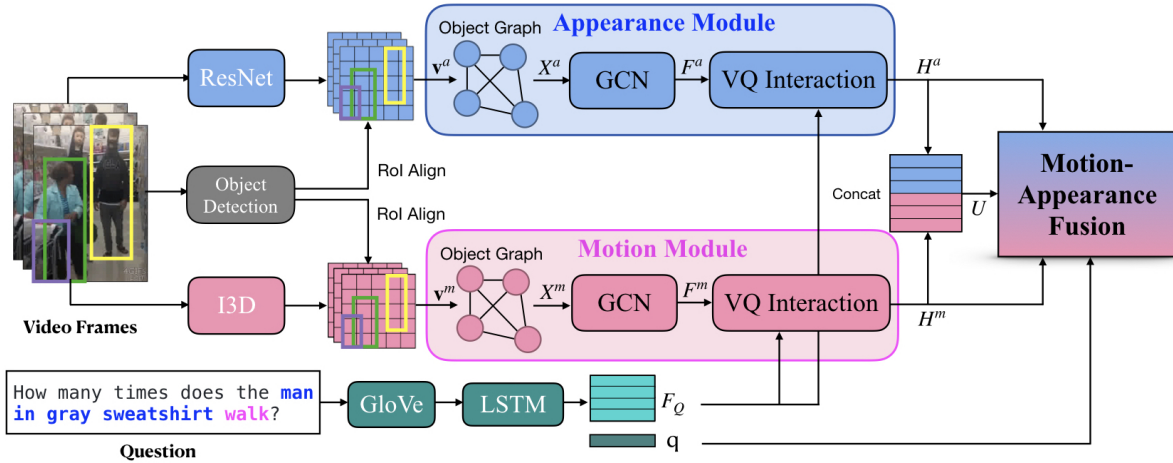 Appearance Module
Object Graph
ResNet
v^a
X^a
GCN
F^a
VQ Interaction
H^a
RoI Align
Object
Detection
RoI Align
Concat
U
Motion-
Appearance
Fusion
Motion Module
Object Graph
I3D
v^m
X^m
GCN
F^m
VQ Interaction
H^m
Video Frames
How many times does the man
in gray sweatshirt walk?
GloVe
LSTM
F_Q
q
Question